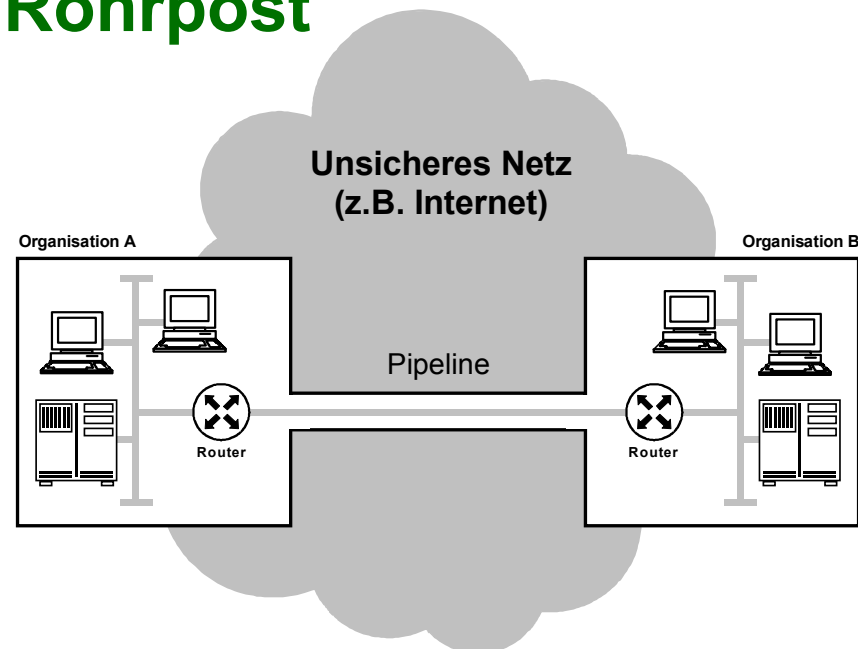 Rohrpost
Unsicheres Netz
(z.B. Internet)
Organisation A
Organisation B
Pipeline
Router
Router